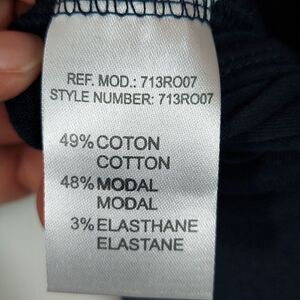 REF. MOD.: 713RO07
STYLE NUMBER: 713RO07
49% COTON
COTTON
48% MODAL
MODAL
3% ELASTHANE
ELASTANE